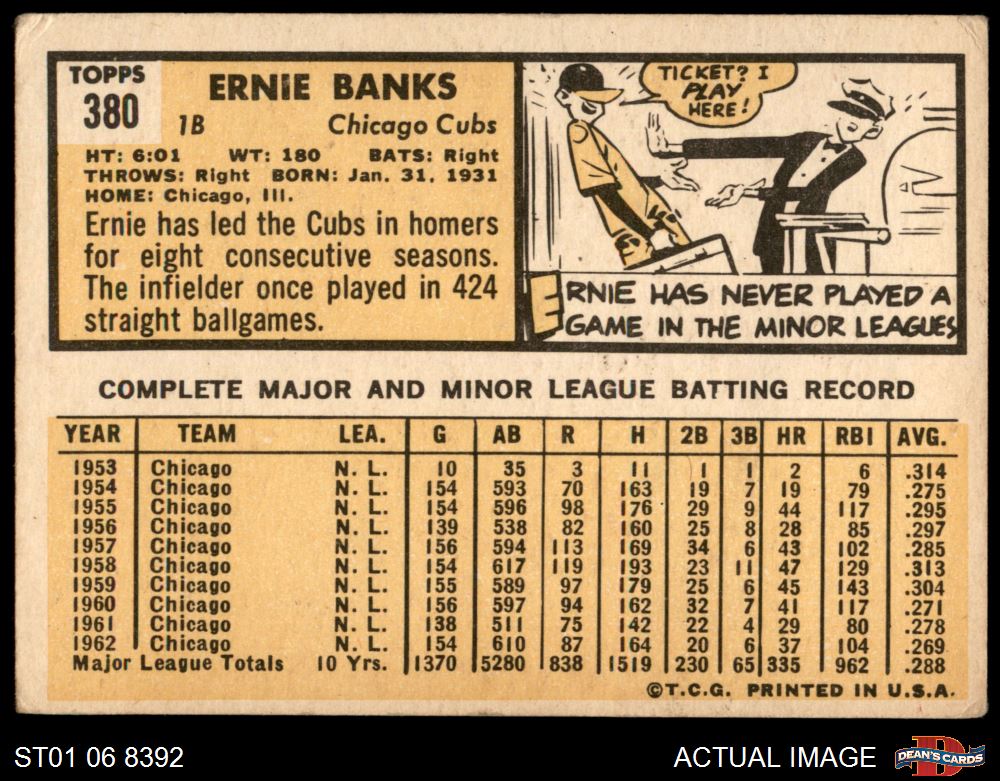 TOPPS
380
ERNIE BANKS
1B Chicago Cubs
HT: 6:01 WT: 180 BATS: Right
THROWS: Right BORN: Jan. 31, 1931
HOME: Chicago, Ill.
Ernie has led the Cubs in homers
for eight consecutive seasons.
The infielder once played in 424
straight ballgames.
TICKET? I
PLAY
HERE!
ERNIE HAS NEVER PLAYED A
GAME IN THE MINOR LEAGUES
COMPLETE MAJOR AND MINOR LEAGUE BATTING RECORD
YEAR TEAM LEA. G AB R H 2B 3B HR RBI AVG.
1953 Chicago N. L. 10 35 3 11 1 1 2 6 .314
1954 Chicago N. L. 154 593 70 163 19 7 19 79 .275
1955 Chicago N. L. 154 596 98 176 29 9 44 117 .295
1956 Chicago N. L. 139 538 82 160 25 8 28 85 .297
1957 Chicago N. L. 156 594 113 169 34 6 43 102 .285
1958 Chicago N. L. 154 617 119 193 23 11 47 129 .313
1959 Chicago N. L. 155 589 97 179 25 6 45 143 .304
1960 Chicago N. L. 156 597 94 162 32 7 41 117 .271
1961 Chicago N. L. 138 511 75 142 22 4 29 80 .278
1962 Chicago N. L. 154 610 87 164 20 6 37 104 .269
Major League Totals 10 Yrs. 1370 5280 838 1519 230 65 335 962 .288
©T.C.G. PRINTED IN U.S.A.
ST01 06 8392 ACTUAL IMAGE DEAN'S CARDS